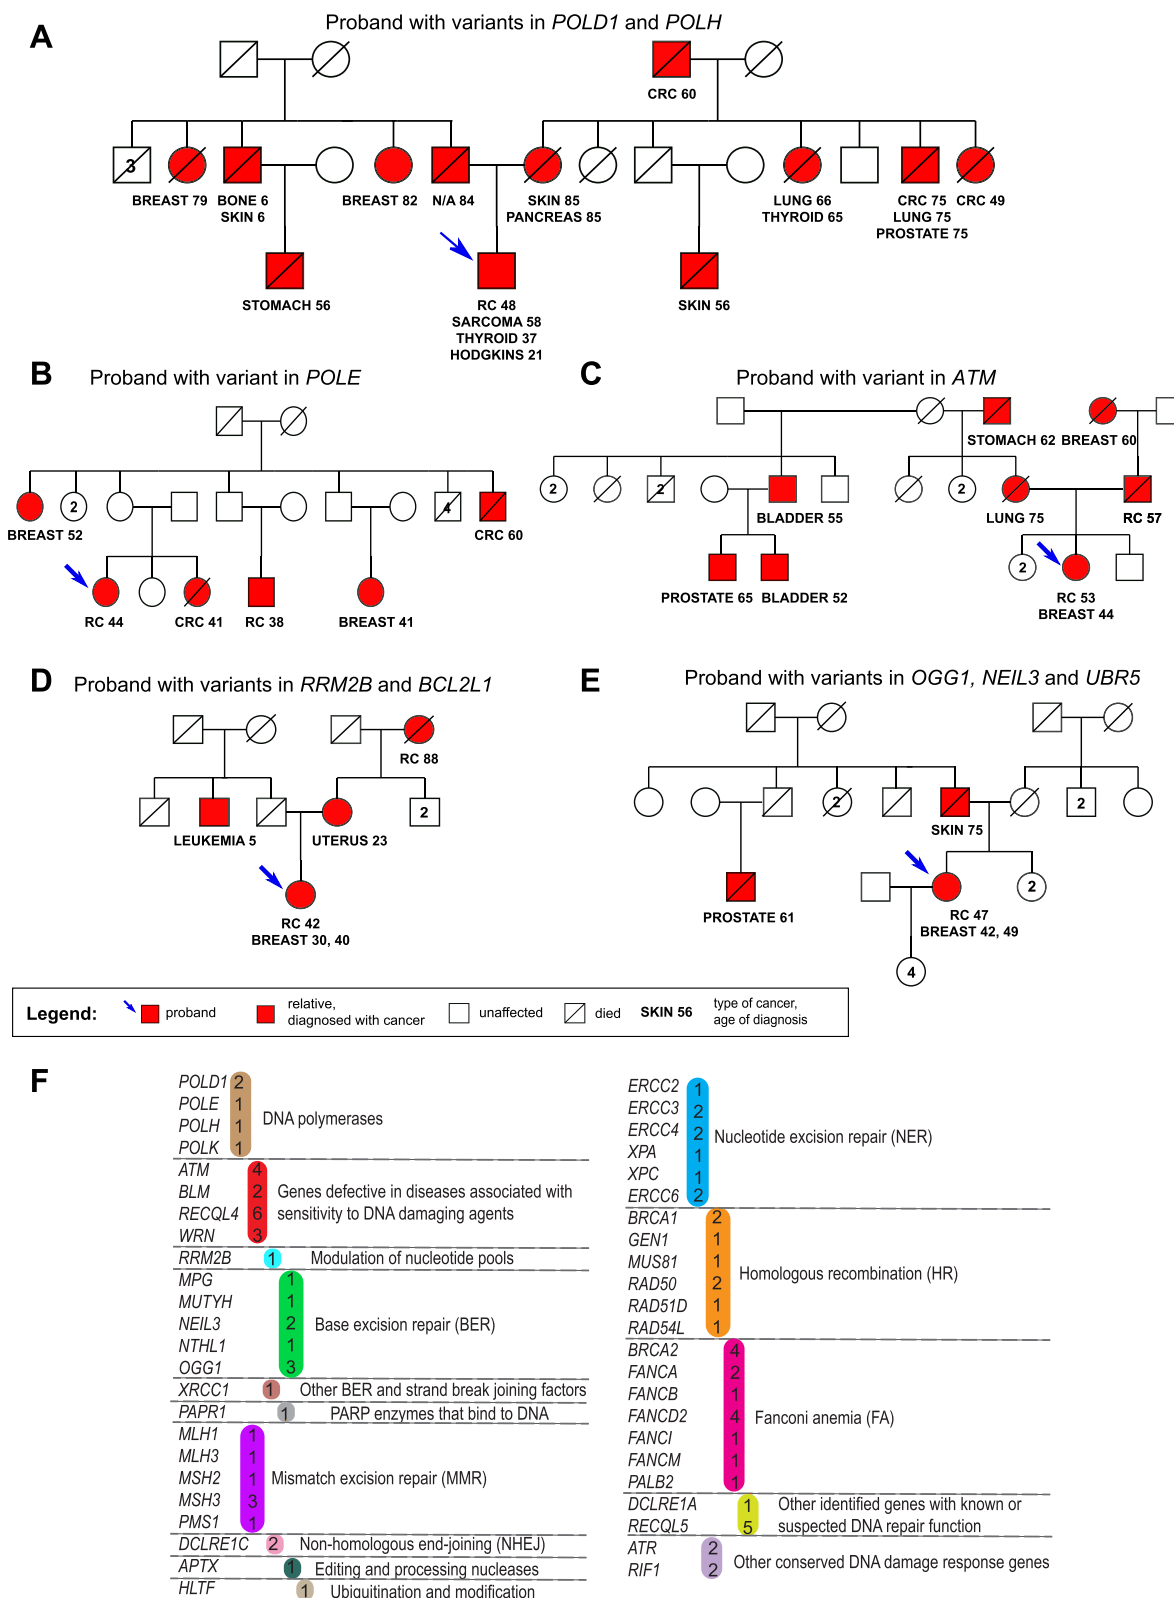 A
Proband with variants in POLD1 and POLH
CRC 60
3
BREAST 79
BONE 6
SKIN 6
BREAST 82
N/A 84
SKIN 85
PANCREAS 85
LUNG 66
THYROID 65
CRC 75
LUNG 75
PROSTATE 75
CRC 49
STOMACH 56
RC 48
SARCOMA 58
THYROID 37
HODGKINS 21
SKIN 56
B
Proband with variant in POLE
2
4
BREAST 52
CRC 60
RC 44
CRC 41
RC 38
BREAST 41
C
Proband with variant in ATM
STOMACH 62
BREAST 60
2
2
2
BLADDER 55
LUNG 75
RC 57
2
PROSTATE 65
BLADDER 52
RC 53
BREAST 44
D
Proband with variants in RRM2B and BCL2L1
RC 88
2
LEUKEMIA 5
UTERUS 23
RC 42
BREAST 30, 40
E
Proband with variants in OGG1, NEIL3 and UBR5
2
2
SKIN 75
2
PROSTATE 61
RC 47
BREAST 42, 49
4
Legend:
proband
relative,
diagnosed with cancer
unaffected
died
SKIN 56
type of cancer,
age of diagnosis
F
POLD1 2
POLE 1
POLH 1
POLK 1
DNA polymerases
ATM 4
BLM 2
RECQL4 6
WRN 3
Genes defective in diseases associated with
sensitivity to DNA damaging agents
RRM2B 1
Modulation of nucleotide pools
MPG 1
MUTYH 1
NEIL3 2
NTHL1 1
OGG1 3
Base excision repair (BER)
XRCC1 1
Other BER and strand break joining factors
PAPR1 1
PARP enzymes that bind to DNA
MLH1 1
MLH3 1
MSH2 1
MSH3 3
PMS1 1
Mismatch excision repair (MMR)
DCLRE1C 2
Non-homologous end-joining (NHEJ)
APTX 1
Editing and processing nucleases
HLTF 1
Ubiquitination and modification
ERCC2 1
ERCC3 2
ERCC4 2
XPA 1
XPC 1
ERCC6 2
Nucleotide excision repair (NER)
BRCA1 2
GEN1 1
MUS81 1
RAD50 2
RAD51D 1
RAD54L 1
Homologous recombination (HR)
BRCA2 4
FANCA 2
FANCB 1
FANCD2 4
FANCI 1
FANCM 1
PALB2 1
Fanconi anemia (FA)
DCLRE1A 1
RECQL5 5
Other identified genes with known or
suspected DNA repair function
ATR 2
RIF1 2
Other conserved DNA damage response genes